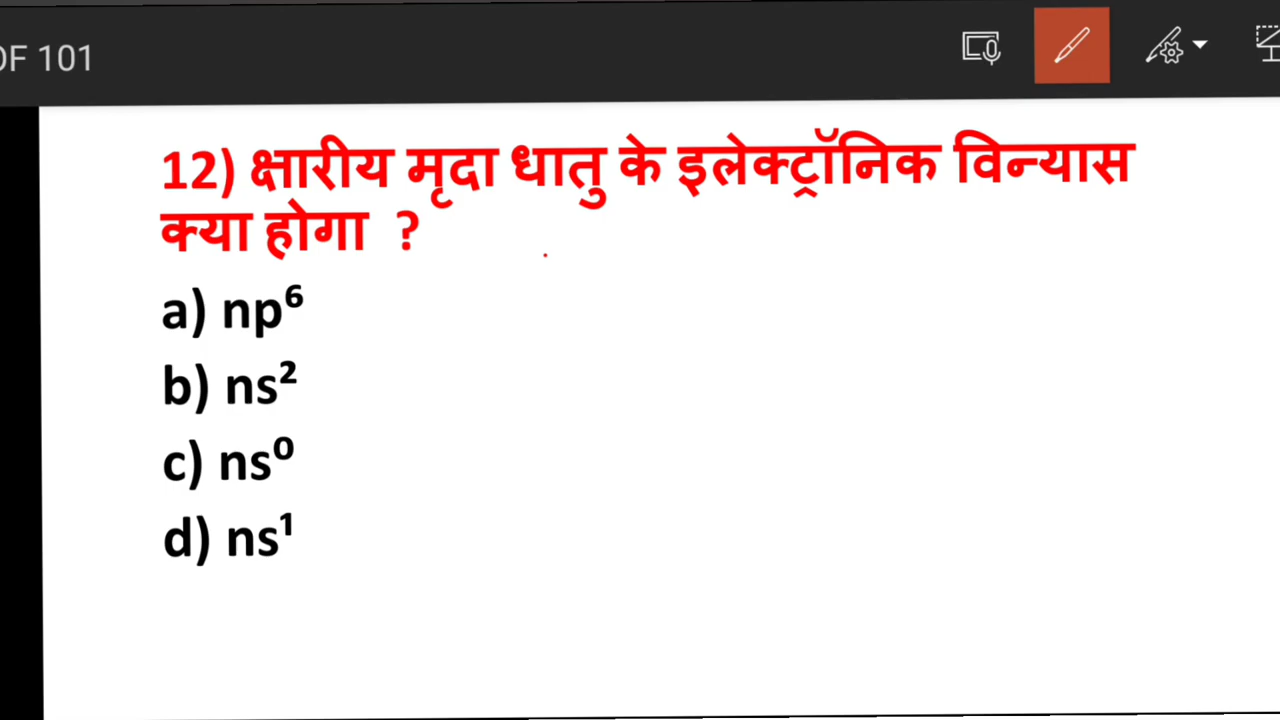 OF 101
12) क्षारीय मृदा धातु के इलेक्ट्रॉनिक विन्यास
क्या होगा ?
a) np⁶
b) ns²
c) ns⁰
d) ns¹